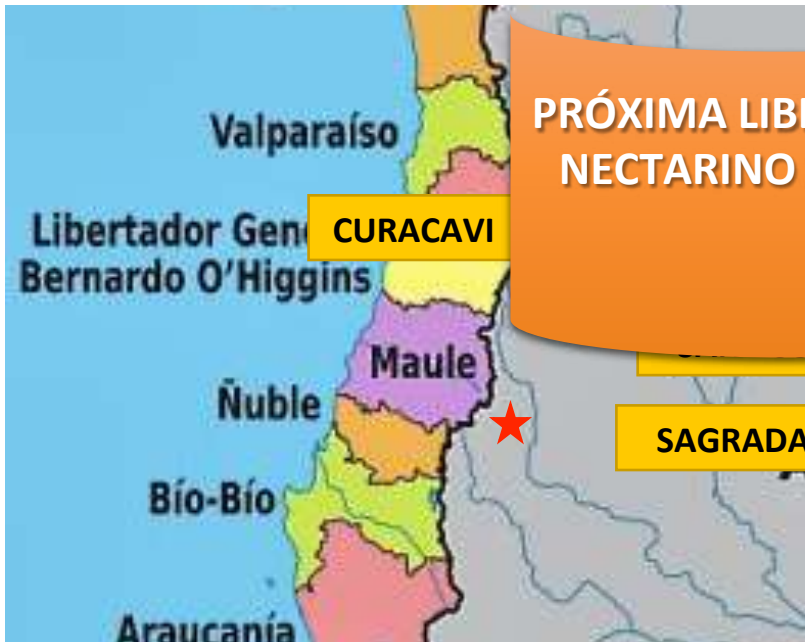 PRÓXIMA LIB
NECTARINO
Valparaíso
CURACAVI
Libertador Gen
Bernardo O'Higgins
Maule
Ñuble
SAGRADA
Bío-Bío
Araucanía